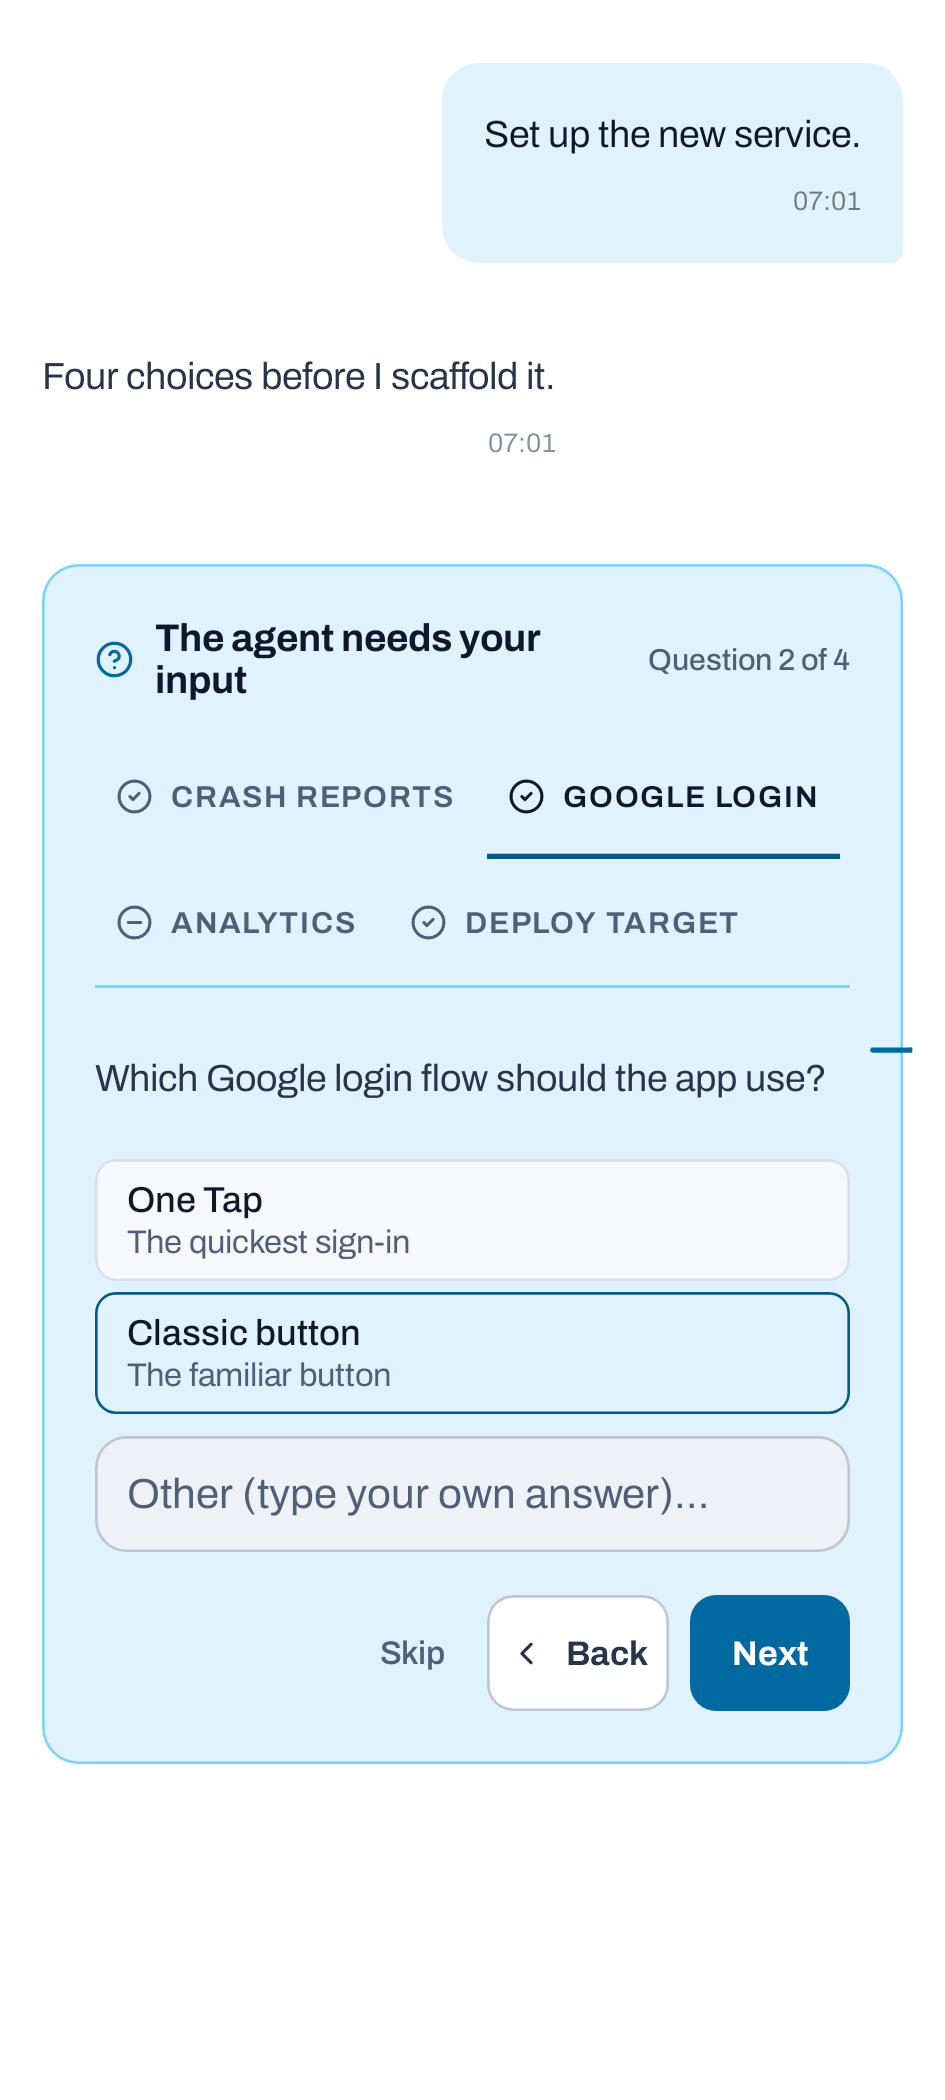 Set up the new service.
07:01
Four choices before I scaffold it.
07:01
The agent needs your
input
Question 2 of 4
CRASH REPORTS
GOOGLE LOGIN
ANALYTICS
DEPLOY TARGET
Which Google login flow should the app use?
One Tap
The quickest sign-in
Classic button
The familiar button
Other (type your own answer)...
Skip
Back
Next